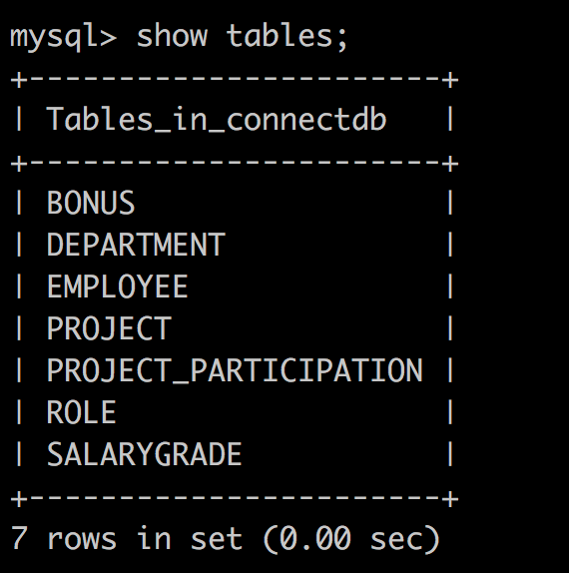 mysql> show tables;
+-----------------------+
| Tables_in_connectdb   |
+-----------------------+
| BONUS                 |
| DEPARTMENT            |
| EMPLOYEE              |
| PROJECT               |
| PROJECT_PARTICIPATION |
| ROLE                  |
| SALARYGRADE           |
+-----------------------+
7 rows in set (0.00 sec)